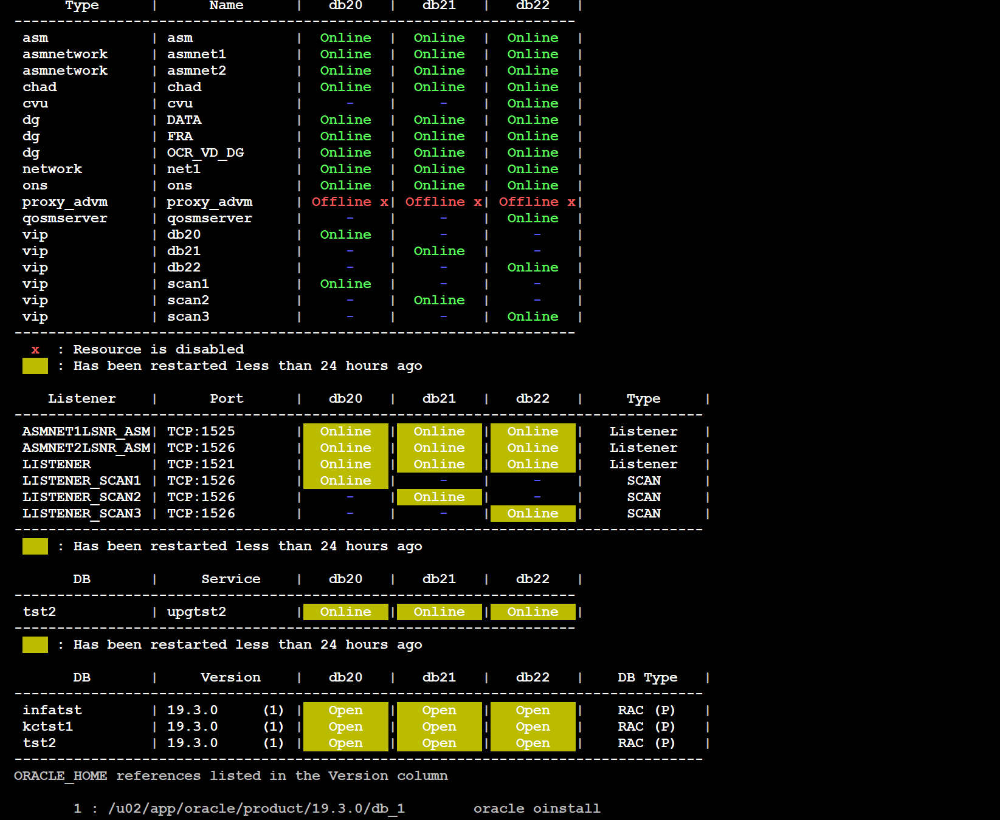 Type | Name | db20 | db21 | db22 |
------------------------------------------------------------------
asm | asm | Online | Online | Online |
asmnetwork | asmnet1 | Online | Online | Online |
asmnetwork | asmnet2 | Online | Online | Online |
chad | chad | Online | Online | Online |
cvu | cvu | - | - | Online |
dg | DATA | Online | Online | Online |
dg | FRA | Online | Online | Online |
dg | OCR_VD_DG | Online | Online | Online |
network | net1 | Online | Online | Online |
ons | ons | Online | Online | Online |
proxy_advm | proxy_advm | Offline x| Offline x| Offline x|
qosmserver | qosmserver | - | - | Online |
vip | db20 | Online | - | - |
vip | db21 | - | Online | - |
vip | db22 | - | - | Online |
vip | scan1 | Online | - | - |
vip | scan2 | - | Online | - |
vip | scan3 | - | - | Online |
------------------------------------------------------------------
x : Resource is disabled
: Has been restarted less than 24 hours ago
Listener | Port | db20 | db21 | db22 | Type |
---------------------------------------------------------------------------------
ASMNET1LSNR_ASM| TCP:1525 | Online | Online | Online | Listener |
ASMNET2LSNR_ASM| TCP:1526 | Online | Online | Online | Listener |
LISTENER | TCP:1521 | Online | Online | Online | Listener |
LISTENER_SCAN1 | TCP:1526 | Online | - | - | SCAN |
LISTENER_SCAN2 | TCP:1526 | - | Online | - | SCAN |
LISTENER_SCAN3 | TCP:1526 | - | - | Online | SCAN |
---------------------------------------------------------------------------------
: Has been restarted less than 24 hours ago
DB | Service | db20 | db21 | db22 |
------------------------------------------------------------------
tst2 | upgtst2 | Online | Online | Online |
------------------------------------------------------------------
: Has been restarted less than 24 hours ago
DB | Version | db20 | db21 | db22 | DB Type |
---------------------------------------------------------------------------------
infatst | 19.3.0 (1) | Open | Open | Open | RAC (P) |
kctst1 | 19.3.0 (1) | Open | Open | Open | RAC (P) |
tst2 | 19.3.0 (1) | Open | Open | Open | RAC (P) |
---------------------------------------------------------------------------------
ORACLE_HOME references listed in the Version column
1 : /u02/app/oracle/product/19.3.0/db_1 oracle oinstall